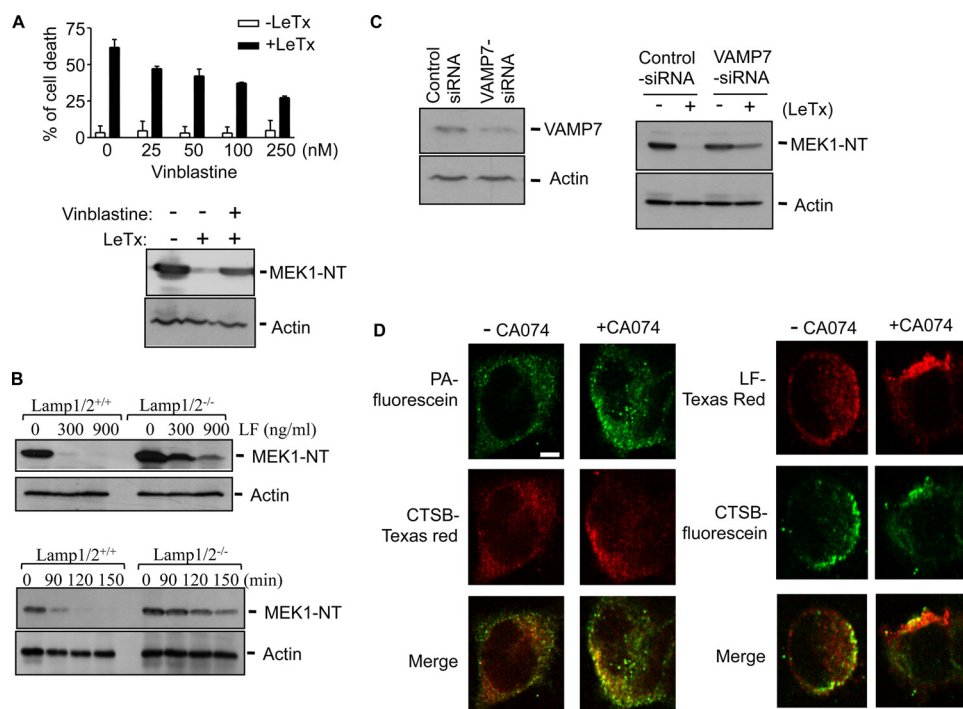 A
-LeTx
+LeTx
% of cell death
75
50
25
0
0 25 50 100 250 (nM)
Vinblastine
Vinblastine: - - +
LeTx: - + +
MEK1-NT
Actin
B
Lamp1/2+/+ Lamp1/2-/-
0 300 900 0 300 900 LF (ng/ml)
MEK1-NT
Actin
Lamp1/2+/+ Lamp1/2-/-
0 90 120 150 0 90 120 150 (min)
MEK1-NT
Actin
C
Control siRNA
VAMP7-siRNA
VAMP7
Actin
Control VAMP7
-siRNA -siRNA
- + - + (LeTx)
MEK1-NT
Actin
D
- CA074 +CA074
PA-
fluorescein
CTSB-
Texas red
Merge
- CA074 +CA074
LF-
Texas Red
CTSB-
fluorescein
Merge